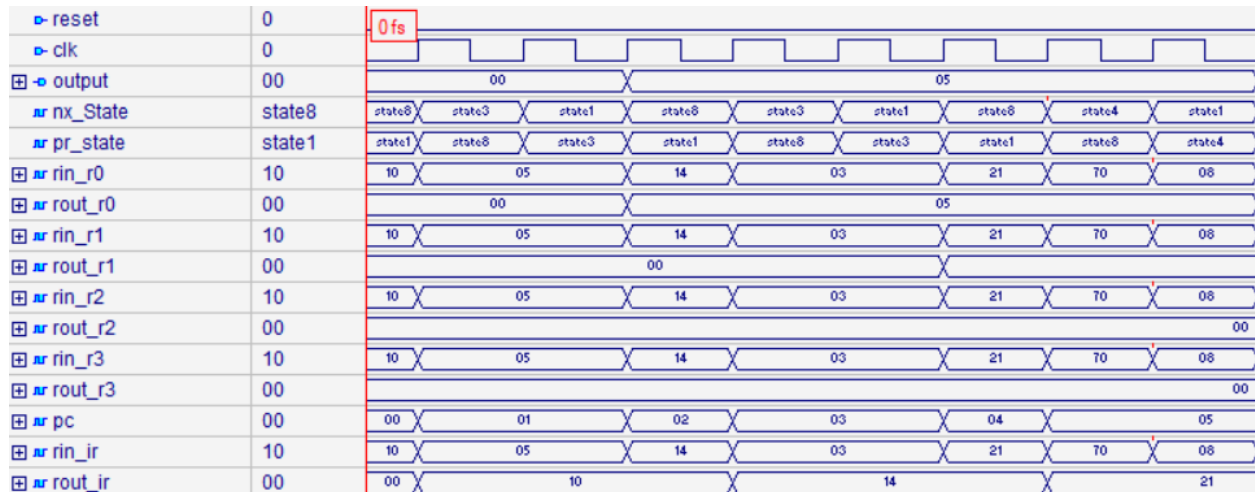 reset 0 0fs
clk 0
output 00 00 05
nx_State state8 state8 state3 state1 state8 state3 state1 state8 state4 state1
pr_state state1 state1 state8 state3 state1 state8 state3 state1 state8 state4
rin_r0 10 10 05 14 03 21 70 08
rout_r0 00 00 05
rin_r1 10 10 05 14 03 21 70 08
rout_r1 00 00
rin_r2 10 10 05 14 03 21 70 08
rout_r2 00 00
rin_r3 10 10 05 14 03 21 70 08
rout_r3 00 00
pc 00 00 01 02 03 04 05
rin_ir 10 10 05 14 03 21 70 08
rout_ir 00 00 10 14 21